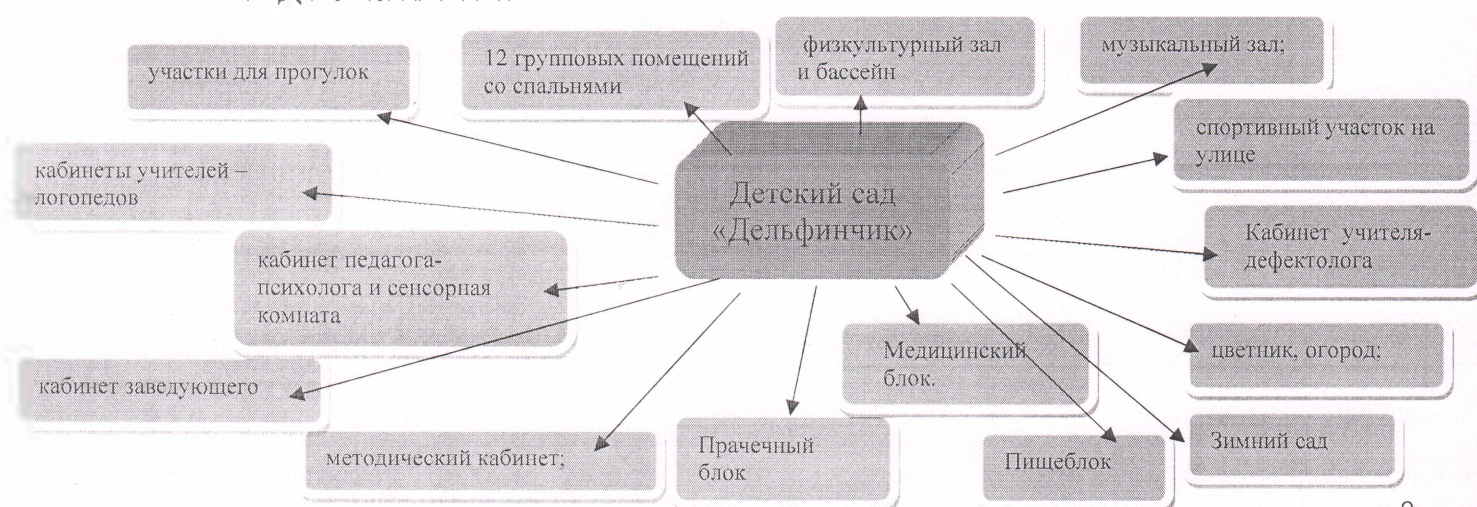 участки для прогулок
12 групповых помещений
со спальнями
физкультурный зал
и бассейн
музыкальный зал;
спортивный участок на
улице
кабинеты учителей –
логопедов
Детский сад
«Дельфинчик»
Кабинет учителя-
дефектолога
кабинет педагога-
психолога и сенсорная
комната
Медицинский
блок.
цветник, огород;
кабинет заведующего
методический кабинет;
Прачечный
блок
Пищеблок
Зимний сад